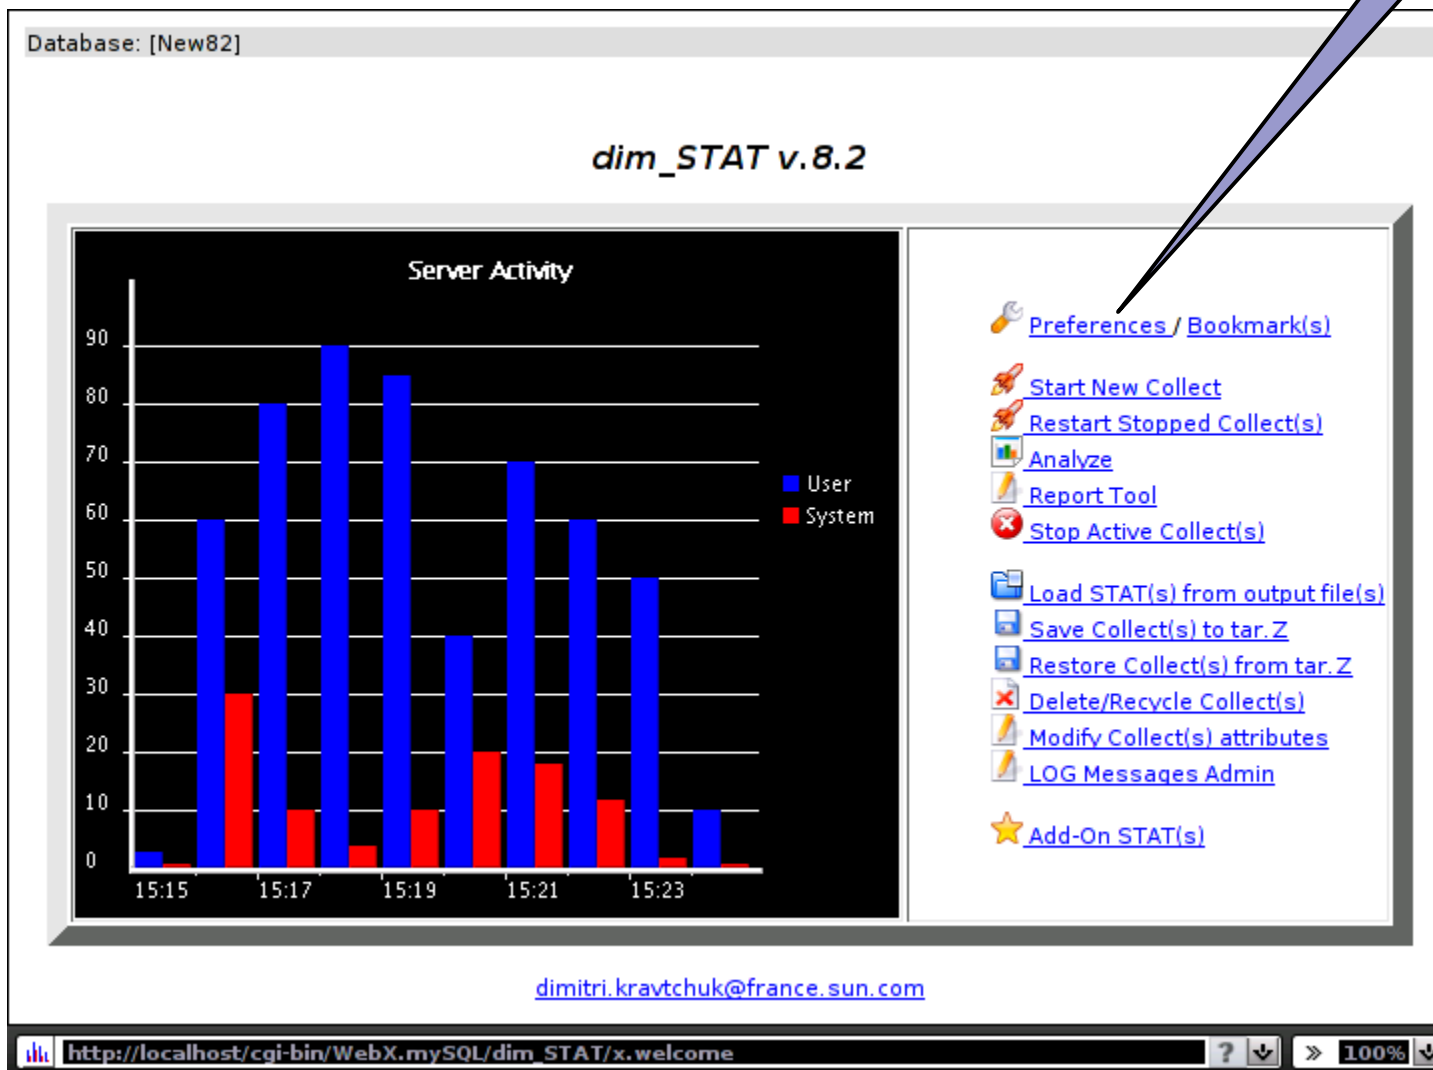 Database: [New82]
dim_STAT v.8.2
Server Activity
90
80
70
60
50
40
30
20
10
0
15:15 15:17 15:19 15:21 15:23
User
System
Preferences / Bookmark(s)
Start New Collect
Restart Stopped Collect(s)
Analyze
Report Tool
Stop Active Collect(s)
Load STAT(s) from output file(s)
Save Collect(s) to tar.Z
Restore Collect(s) from tar.Z
Delete/Recycle Collect(s)
Modify Collect(s) attributes
LOG Messages Admin
Add-On STAT(s)
dimitri.kravtchuk@france.sun.com
http://localhost/cgi-bin/WebX.mySQL/dim_STAT/x.welcome ? » 100%